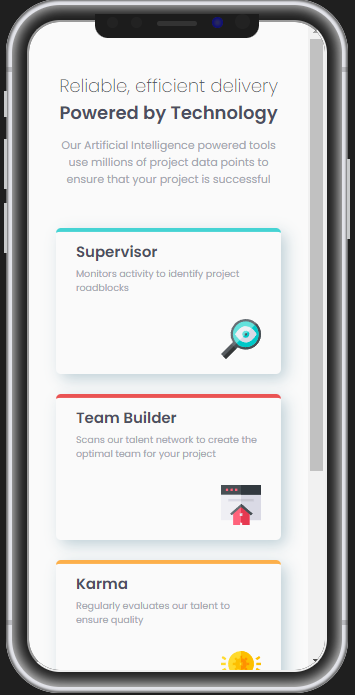 Reliable, efficient delivery
Powered by Technology
Our Artificial Intelligence powered tools
use millions of project data points to
ensure that your project is successful
Supervisor
Monitors activity to identify project
roadblocks
Team Builder
Scans our talent network to create the
optimal team for your project
Karma
Regularly evaluates our talent to
ensure quality